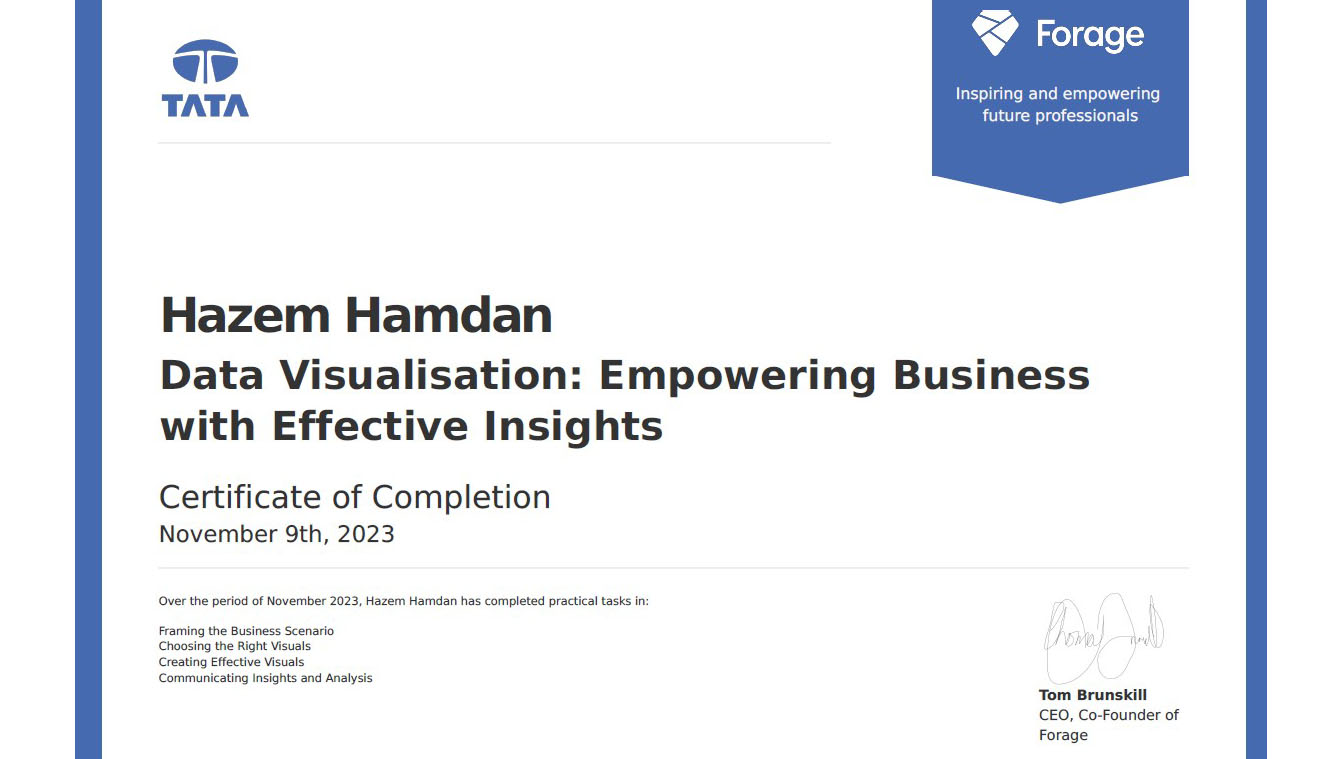 TATA
Forage
Inspiring and empowering
future professionals
Hazem Hamdan
Data Visualisation: Empowering Business
with Effective Insights
Certificate of Completion
November 9th, 2023
Over the period of November 2023, Hazem Hamdan has completed practical tasks in:
Framing the Business Scenario
Choosing the Right Visuals
Creating Effective Visuals
Communicating Insights and Analysis
Tom Brunskill
CEO, Co-Founder of
Forage